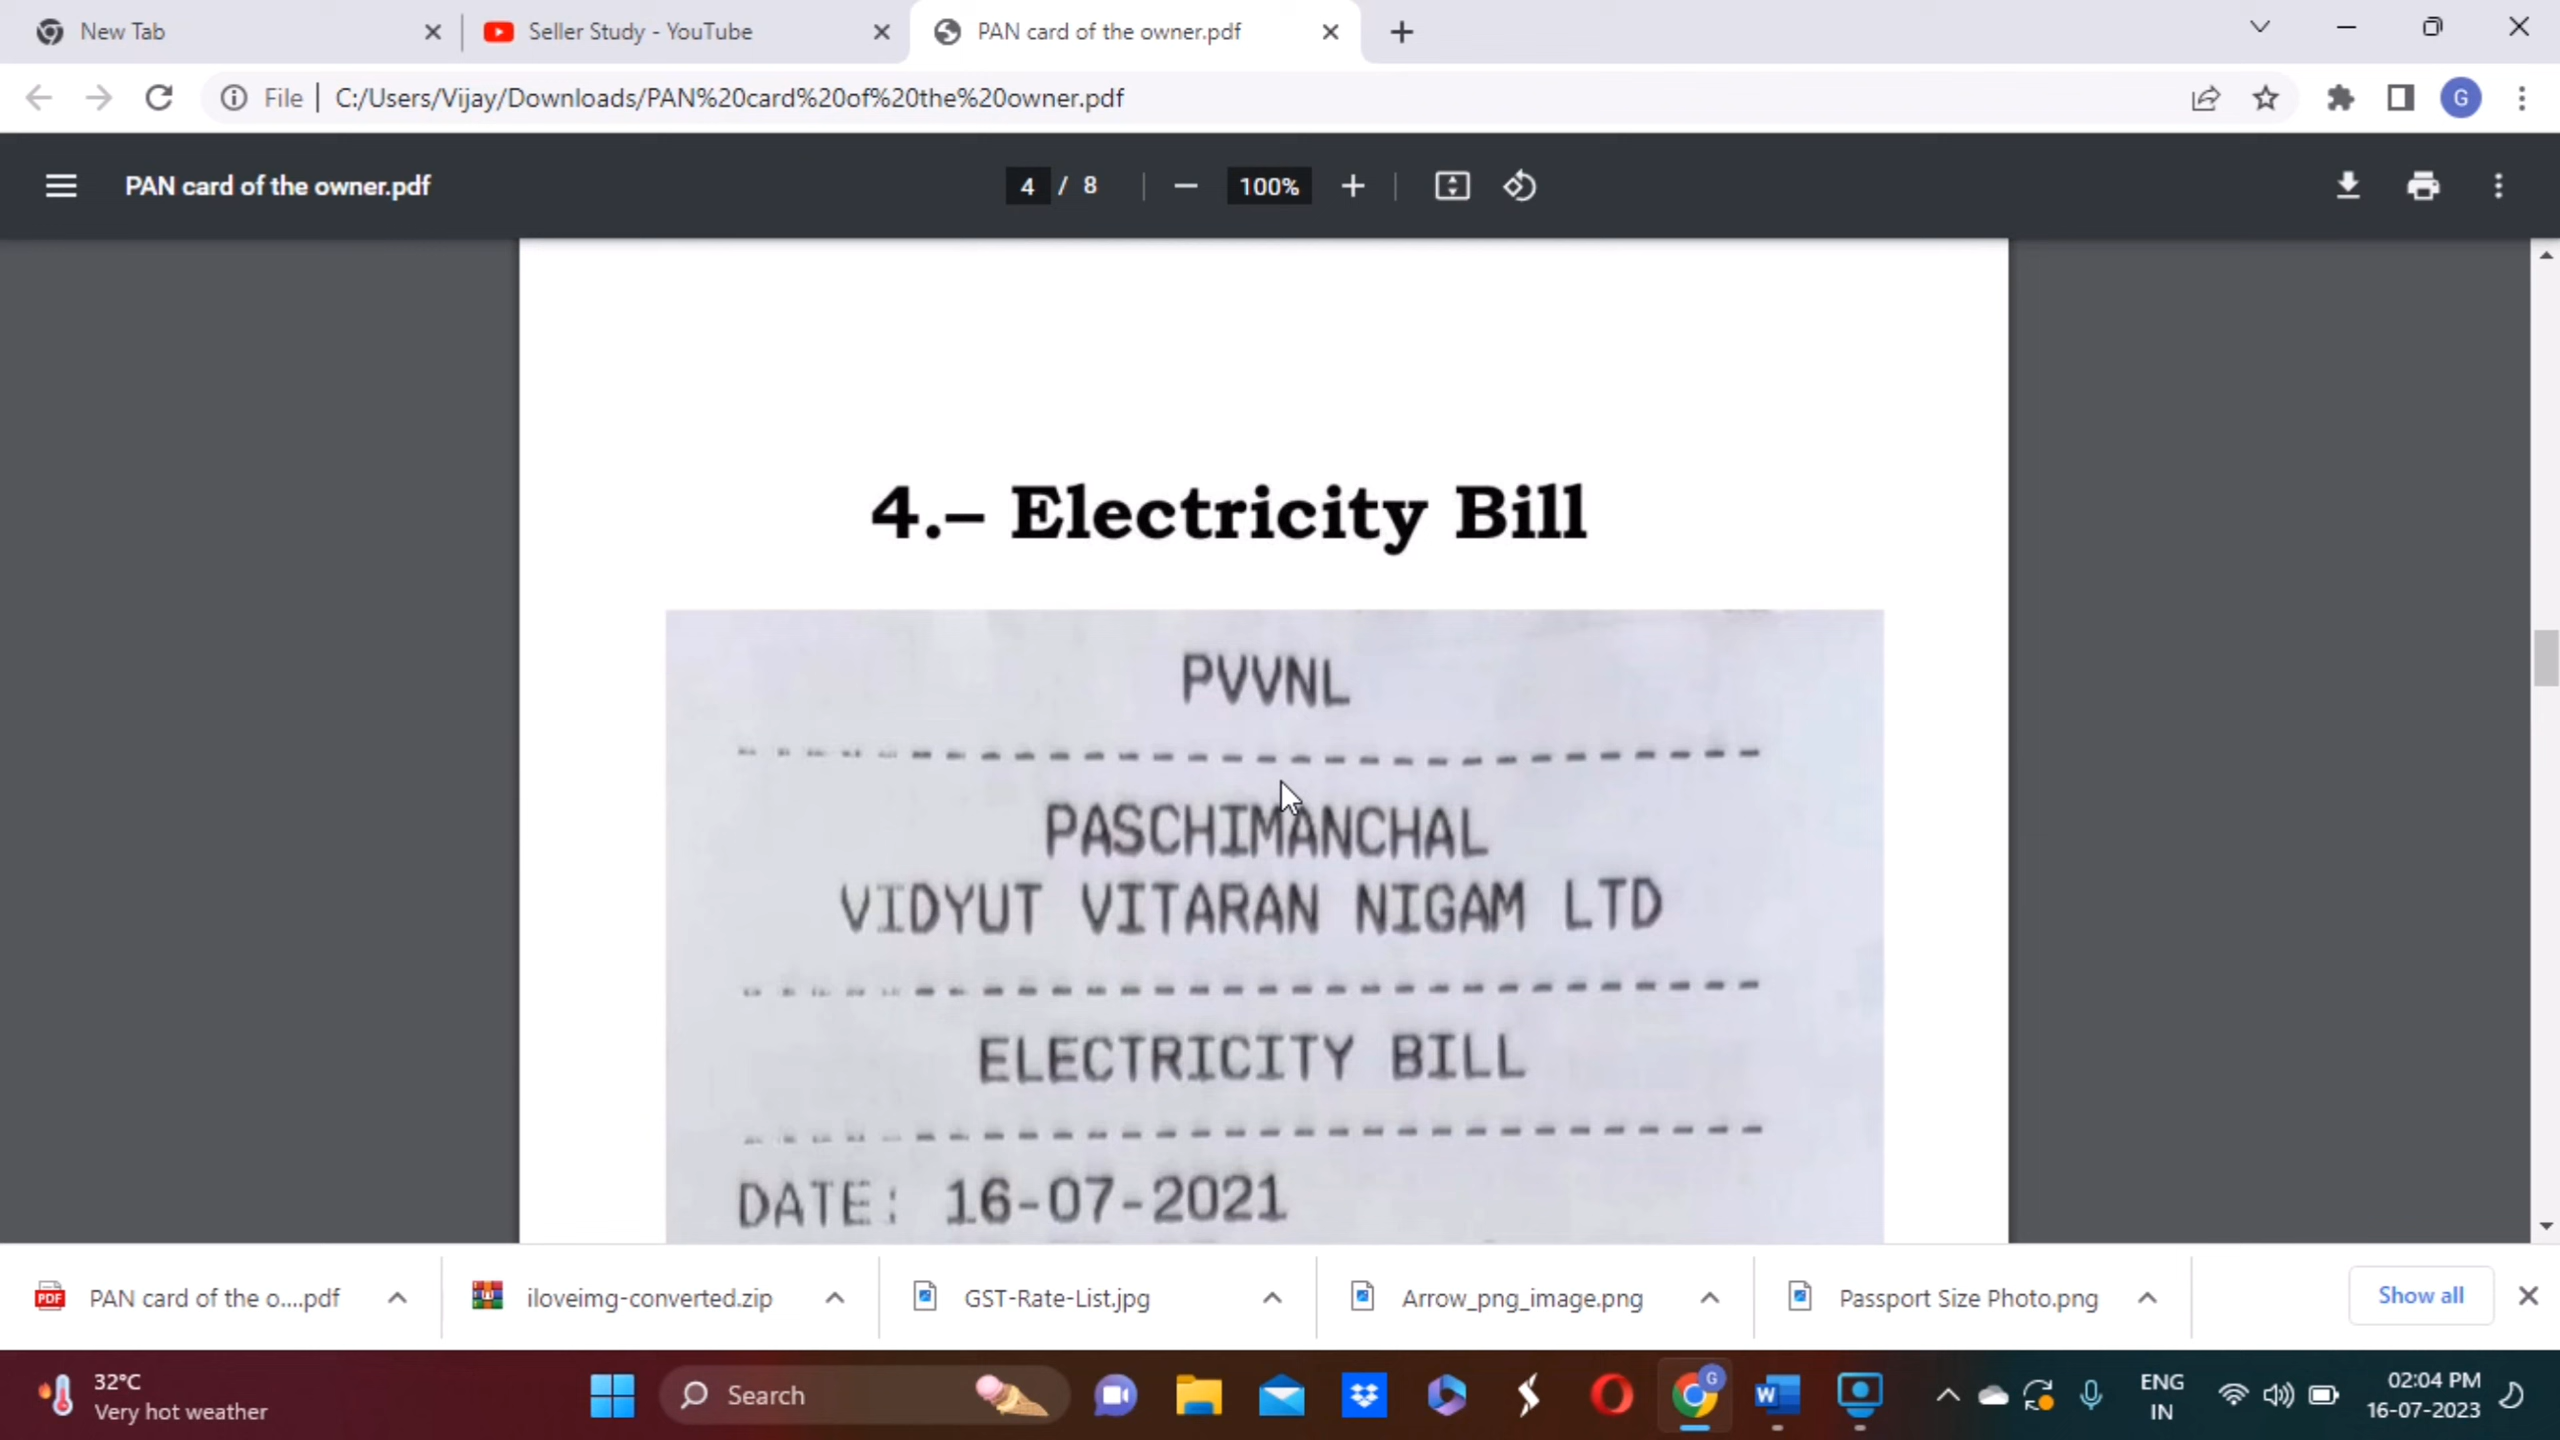 New Tab
Seller Study - YouTube
PAN card of the owner.pdf
File
C:/Users/Vijay/Downloads/PAN%20card%20of%20the%20owner.pdf
G
PAN card of the owner.pdf
4 / 8
100%
4.– Electricity Bill
PVVNL
PASCHIMANCHAL
VIDYUT VITARAN NIGAM LTD
ELECTRICITY BILL
DATE: 16-07-2021
PAN card of the o....pdf
iloveimg-converted.zip
GST-Rate-List.jpg
Arrow_png_image.png
Passport Size Photo.png
Show all
32°C
Very hot weather
Search
ENG
IN
02:04 PM
16-07-2023